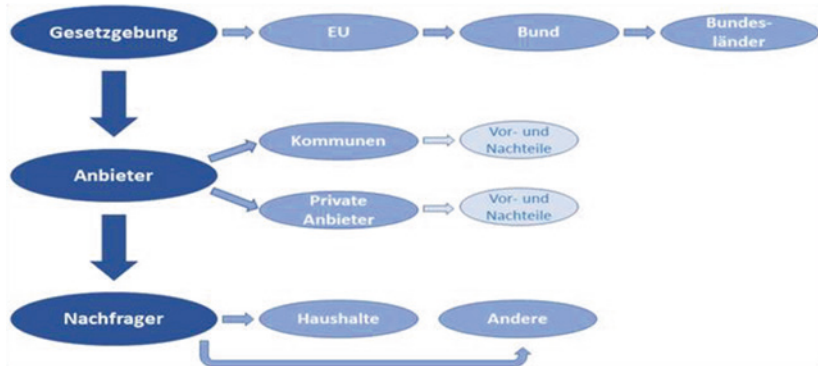 Gesetzgebung
EU
Bund
Bundes-
länder
Anbieter
Kommunen
Vor- und
Nachteile
Private
Anbieter
Vor- und
Nachteile
Nachfrager
Haushalte
Andere